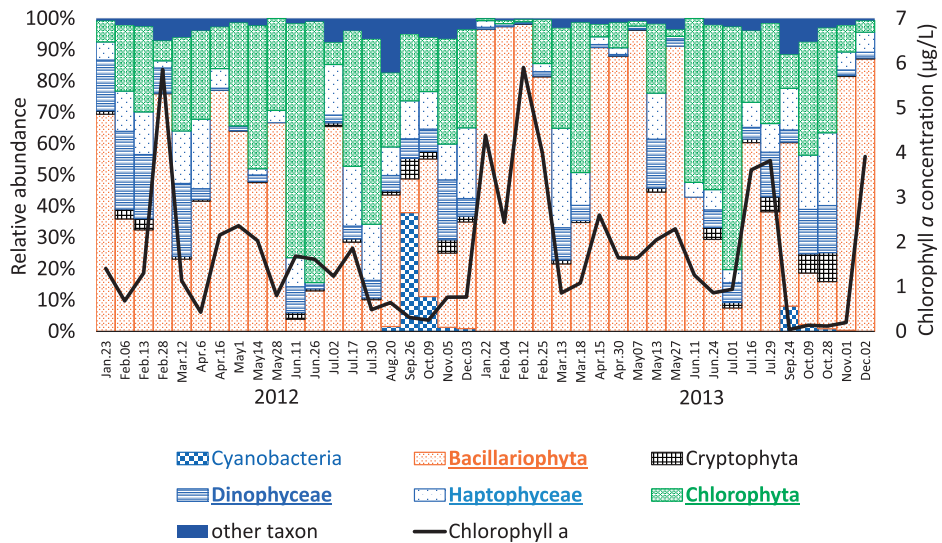 100%
90%
80%
70%
60%
50%
40%
30%
20%
10%
0%
Relative abundance
7
6
5
4
3
2
1
0
Chlorophyll a concentration (µg/L)
Jan.23
Feb.06
Feb.13
Feb.28
Mar.12
Apr.6
Apr.16
May1
May14
May28
Jun.11
Jun.26
Jul.02
Jul.17
Jul.30
Aug.20
Sep.26
Oct.09
Nov.05
Dec.03
Jan.22
Feb.04
Feb.12
Feb.25
Mar.13
Mar.18
Apr.15
Apr.30
May07
May13
May27
Jun.11
Jun.24
Jul.01
Jul.16
Jul.29
Sep.24
Oct.09
Oct.28
Nov.01
Dec.02
2012
2013
Cyanobacteria
Bacillariophyta
Cryptophyta
Dinophyceae
Haptophyceae
Chlorophyta
other taxon
Chlorophyll a